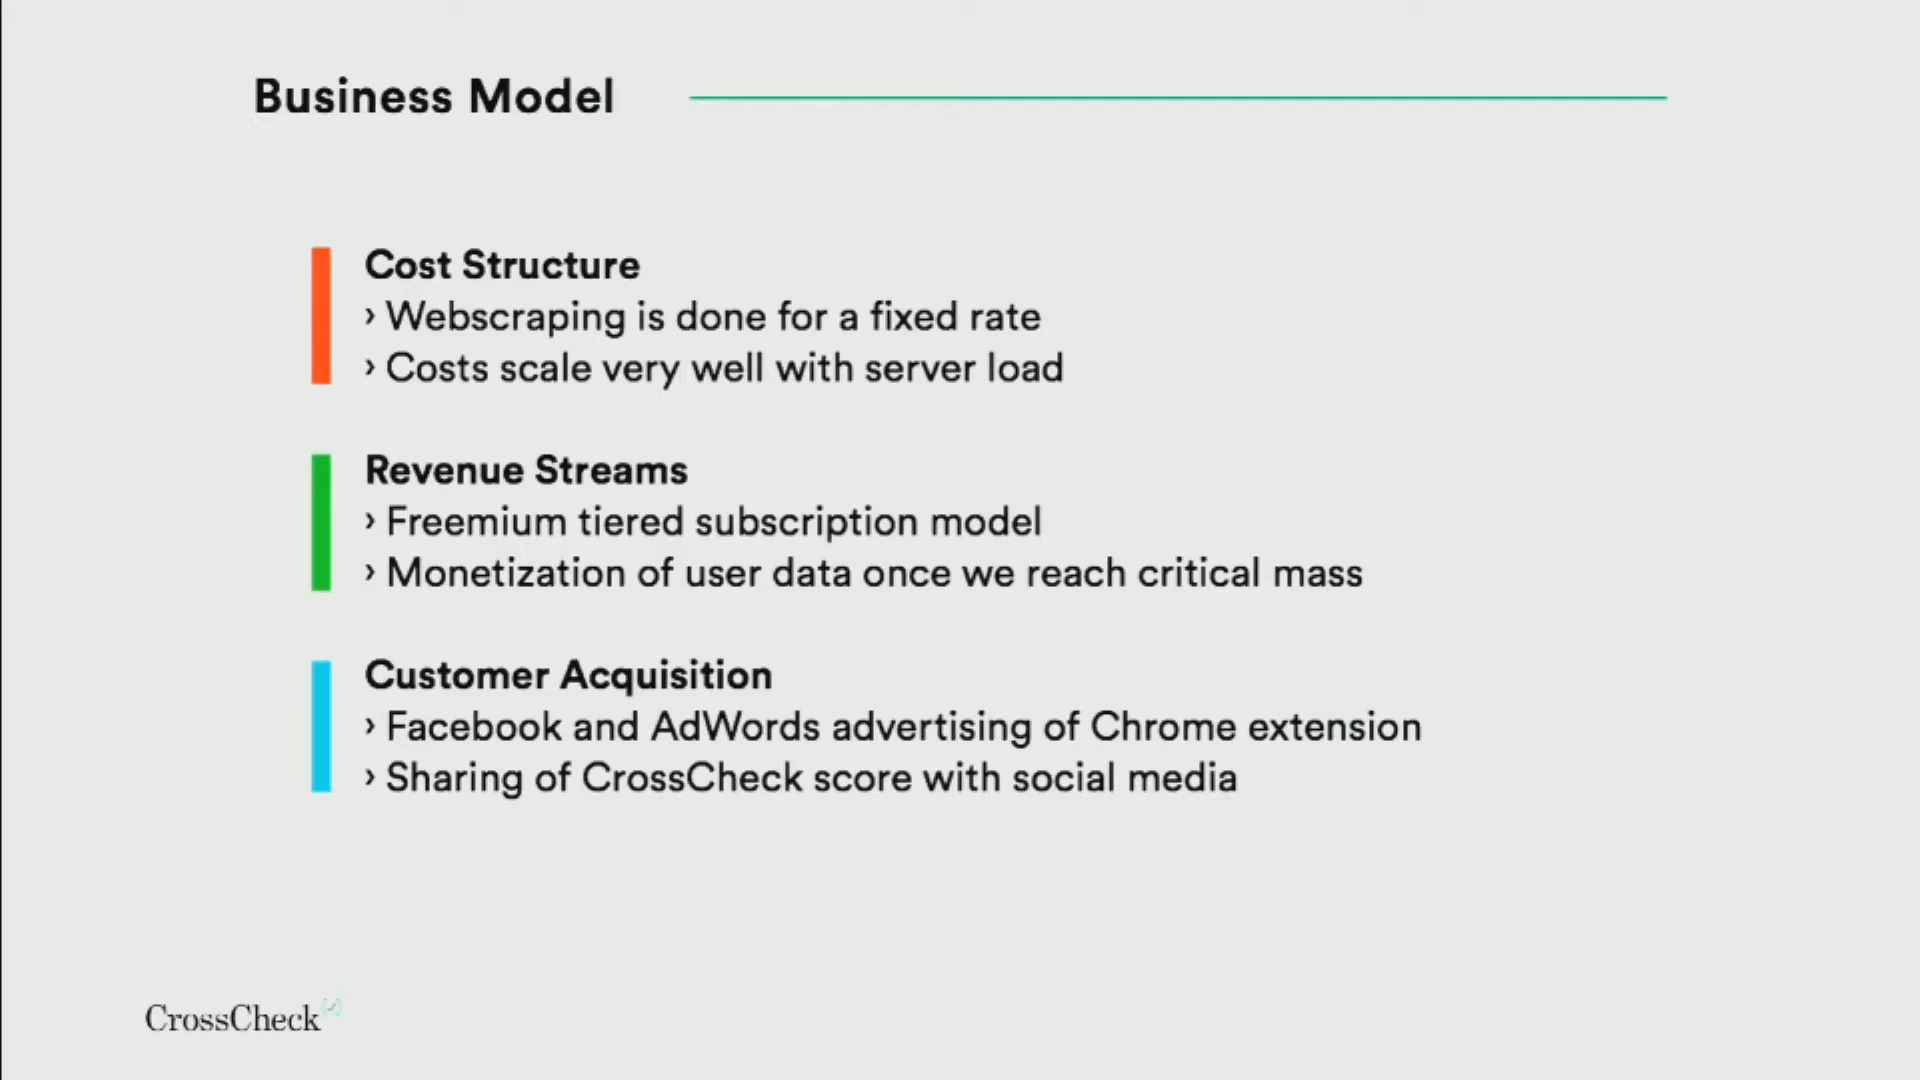 Business Model
Cost Structure
› Webscraping is done for a fixed rate
› Costs scale very well with server load
Revenue Streams
› Freemium tiered subscription model
› Monetization of user data once we reach critical mass
Customer Acquisition
› Facebook and AdWords advertising of Chrome extension
› Sharing of CrossCheck score with social media
CrossCheck